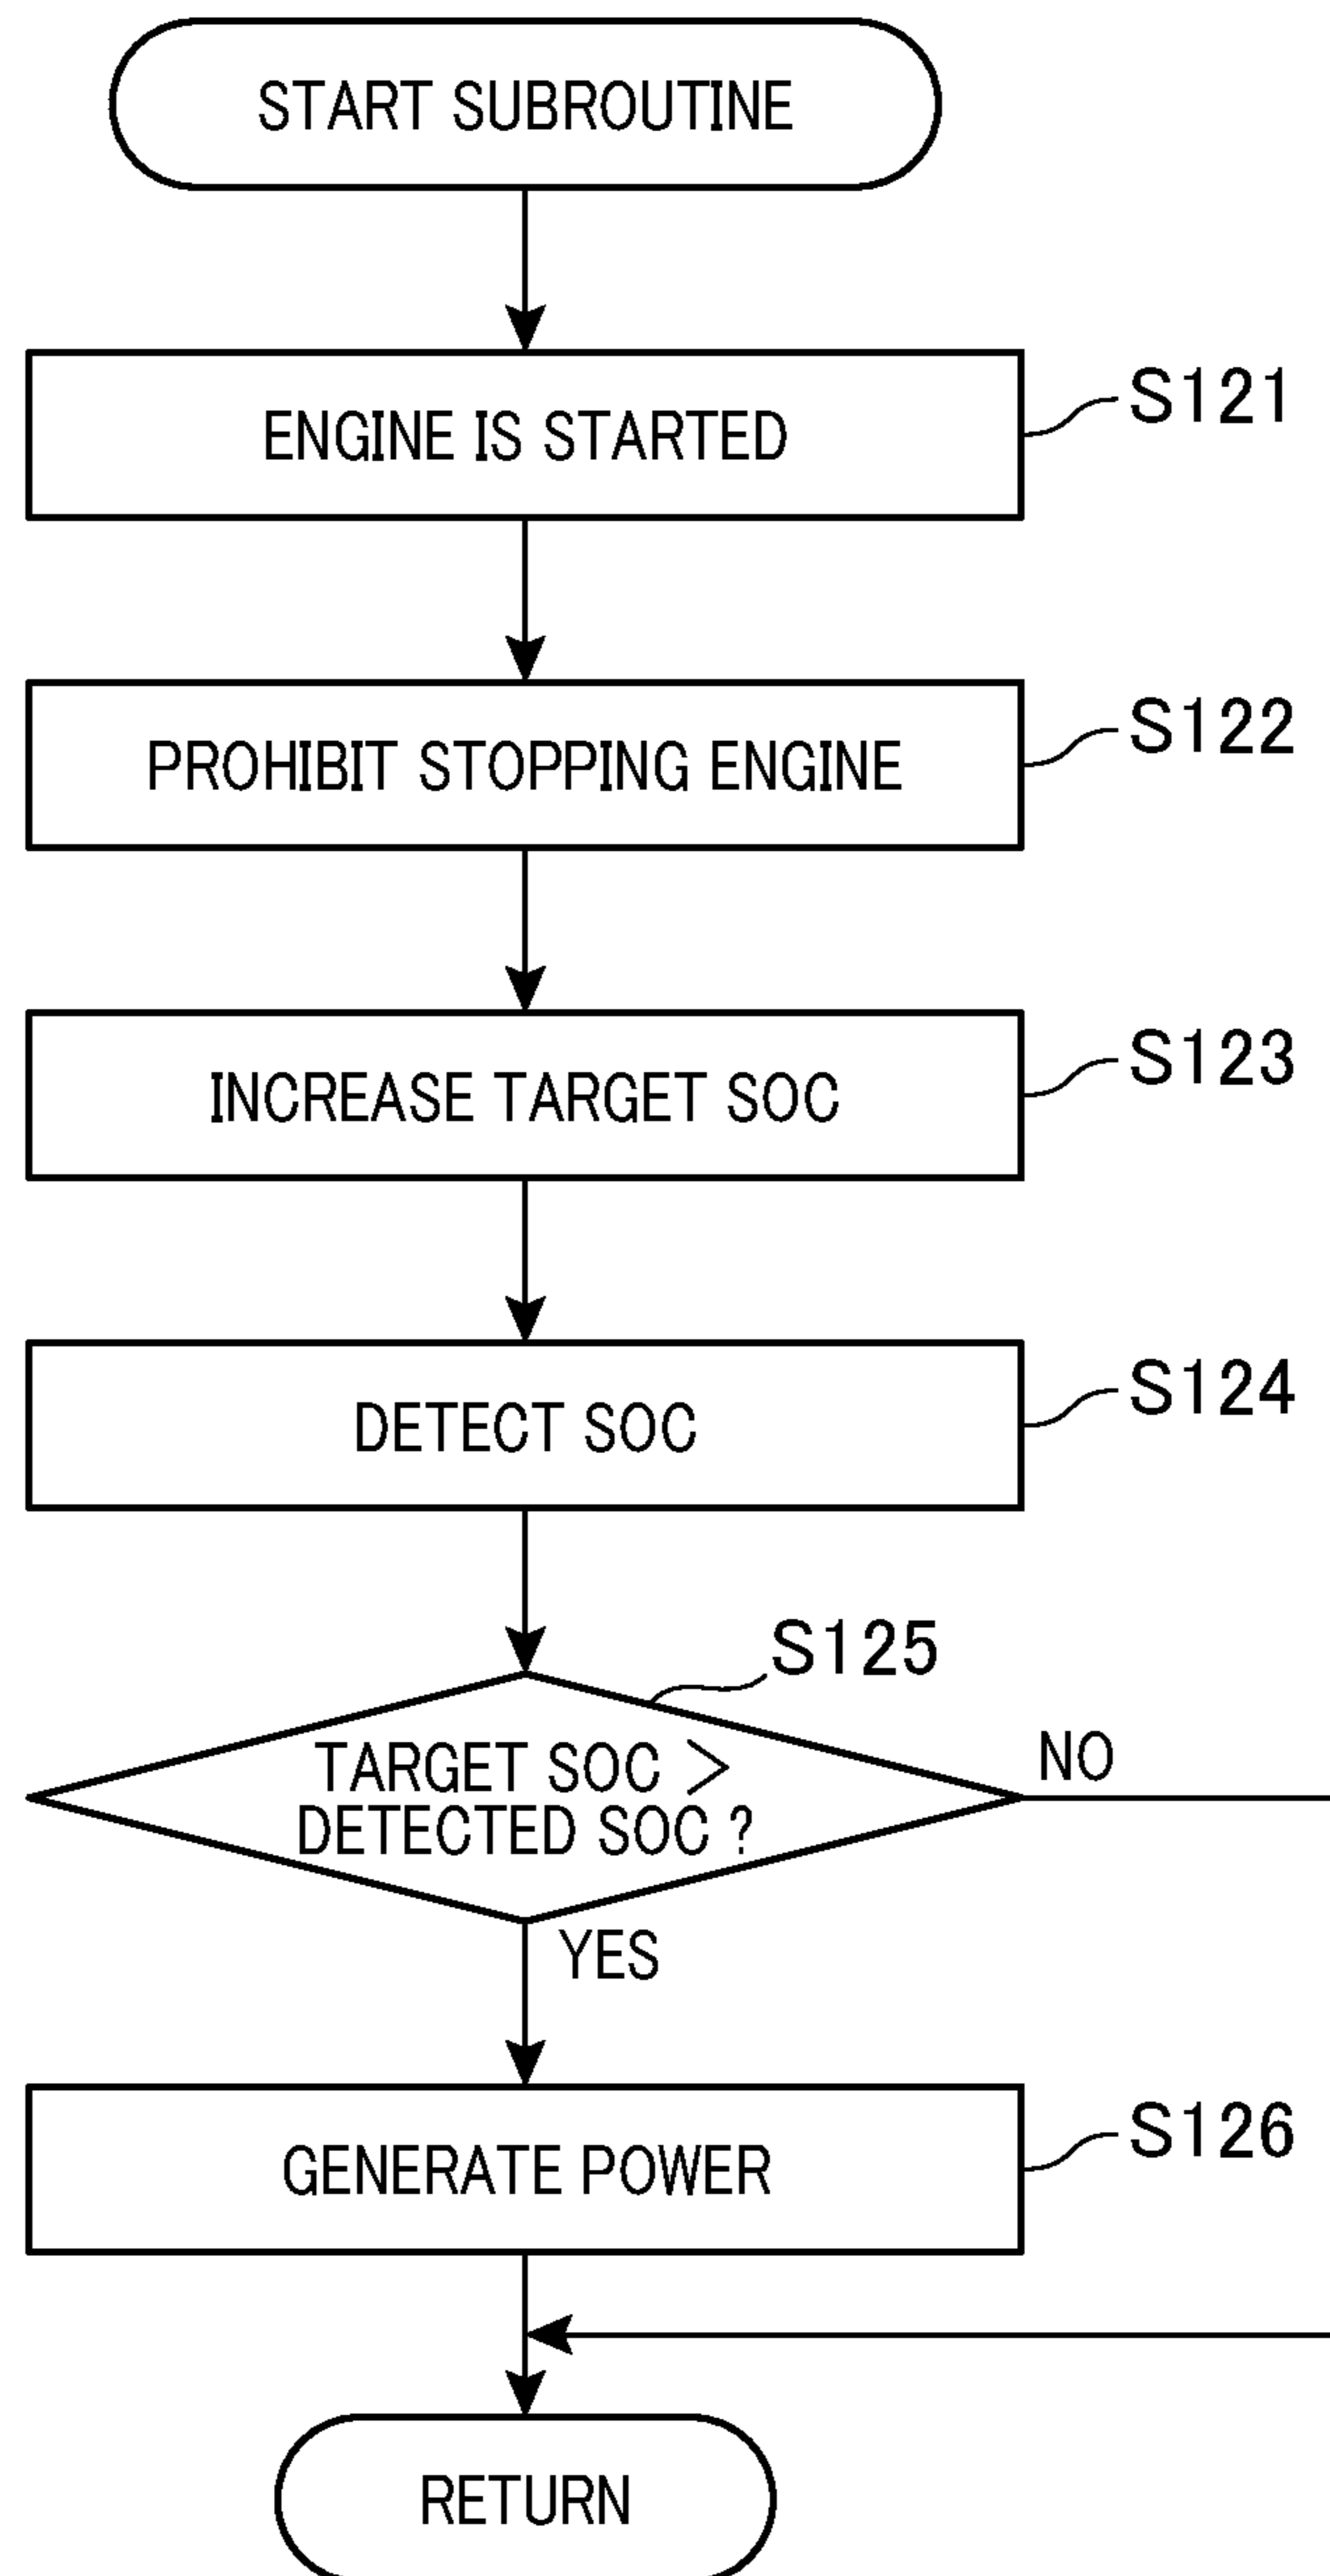 START SUBROUTINE
ENGINE IS STARTED
S121
PROHIBIT STOPPING ENGINE
S122
INCREASE TARGET SOC
S123
DETECT SOC
S124
S125
TARGET SOC >
DETECTED SOC ?
NO
YES
GENERATE POWER
S126
RETURN